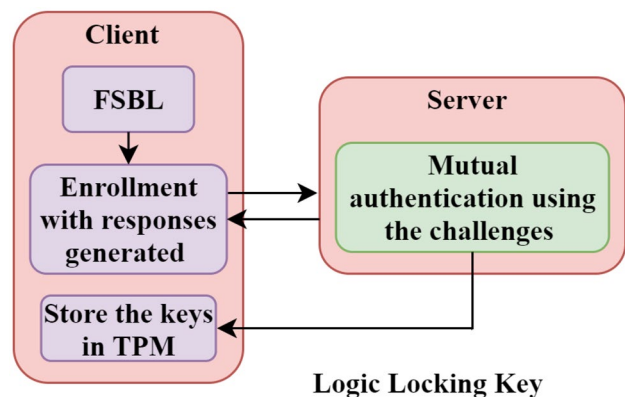 Client
FSBL
Enrollment
with responses
generated
Store the keys
in TPM
Server
Mutual
authentication using
the challenges
Logic Locking Key